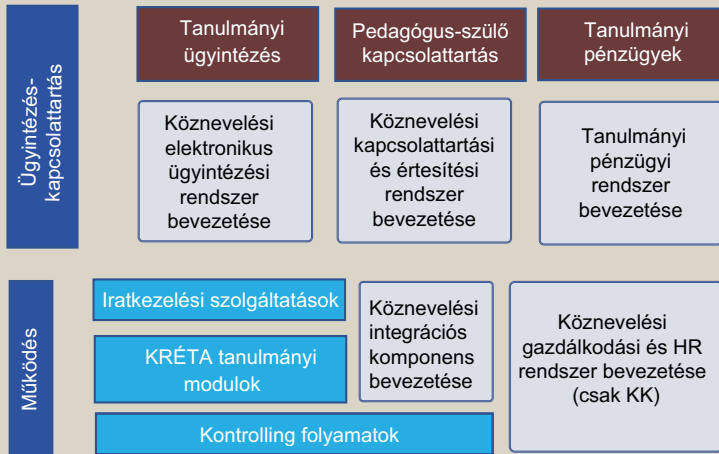 Ügyintézés-
kapcsolattartás
Tanulmányi
ügyintézés
Pedagógus-szülő
kapcsolattartás
Tanulmányi
pénzügyek
Köznevelési
elektronikus
ügyintézési
rendszer
bevezetése
Köznevelési
kapcsolattartási
és értesítési
rendszer
bevezetése
Tanulmányi
pénzügyi
rendszer
bevezetése
Működés
Iratkezelési szolgáltatások
KRÉTA tanulmányi
modulok
Kontrolling folyamatok
Köznevelési
integrációs
komponens
bevezetése
Köznevelési
gazdálkodási és HR
rendszer bevezetése
(csak KK)